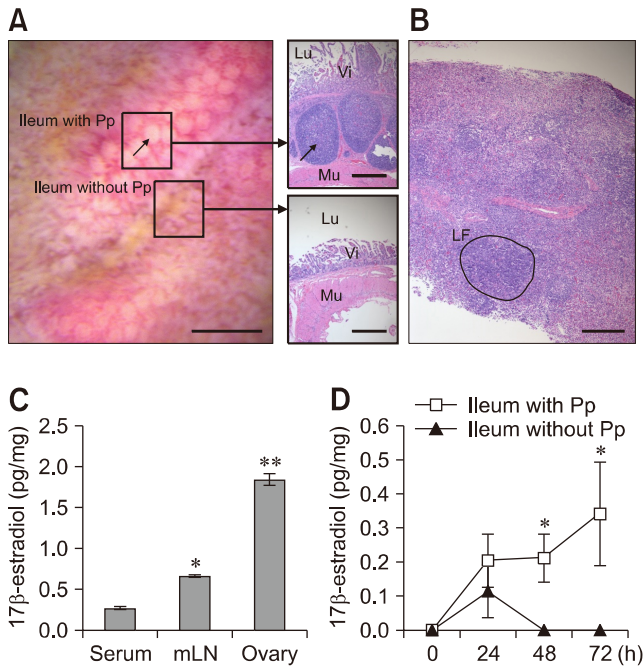 A
B
Ileum with Pp
Ileum without Pp
Lu
Vi
Mu
Lu
Vi
Mu
LF
C
17β-estradiol (pg/mg)
2.5
2.0
1.5
1.0
0.5
0.0
*
**
Serum mLN Ovary
D
Ileum with Pp
Ileum without Pp
17β-estradiol (pg/mg)
0.6
0.5
0.4
0.3
0.2
0.1
0.0
*
*
0 24 48 72 (h)